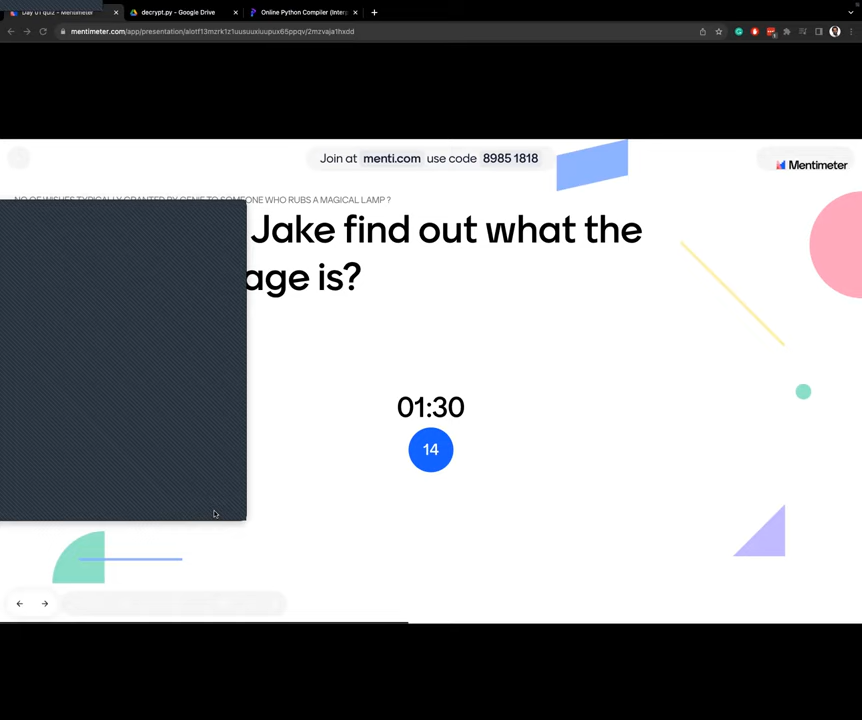 Day 01 quiz - Mentimeter
decrypt.py - Google Drive
Online Python Compiler (Interp
mentimeter.com/app/presentation/
Join at menti.com use code 8985 1818
Mentimeter
NO OF WISHES TYPICALLY GRANTED BY GENIE TO SOMEONE WHO RUBS A MAGICAL LAMP ?
Jake find out what the
age is?
01:30
14